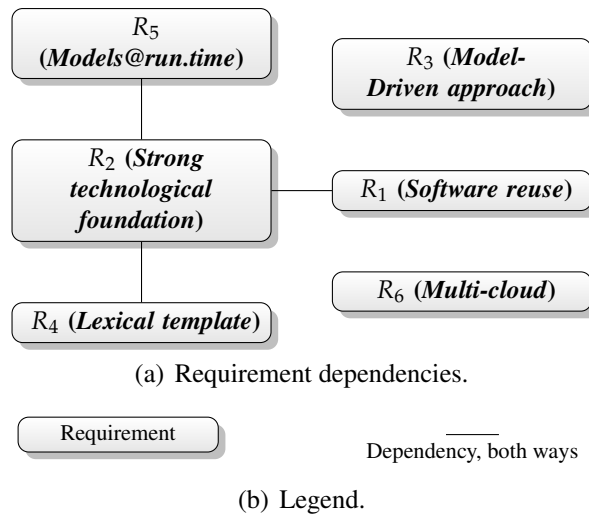 R5
(Models@run.time)
R3 (Model-
Driven approach)
R2 (Strong
technological
foundation)
R1 (Software reuse)
R6 (Multi-cloud)
R4 (Lexical template)
(a) Requirement dependencies.
Requirement
Dependency, both ways
(b) Legend.